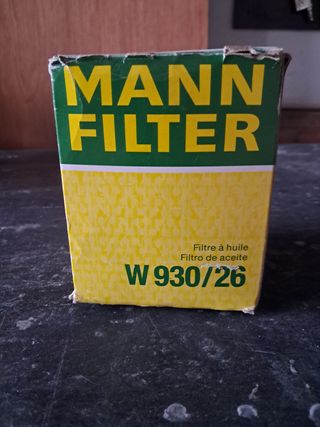 MANN
FILTER
Filtre à huile
Filtro de aceite
W 930/26